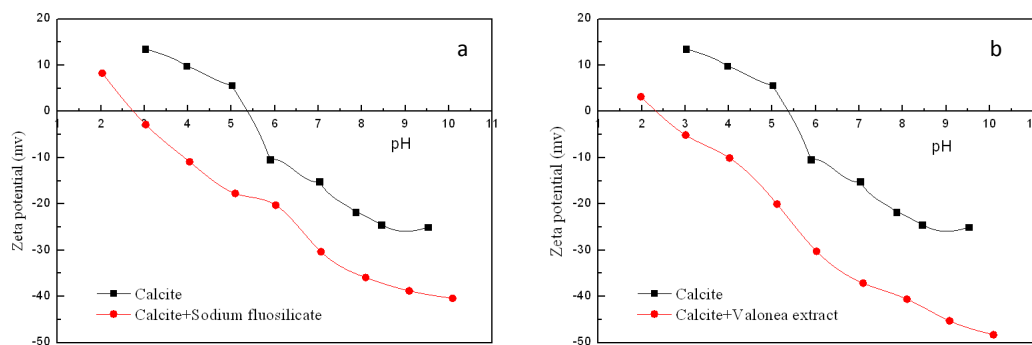 20
10
0
-10
-20
-30
-40
-50
1 2 3 4 5 6 7 8 9 10 11
pH
Zeta potential (mv)
a
Calcite
Calcite+Sodium fluosilicate
20
10
0
-10
-20
-30
-40
-50
1 2 3 4 5 6 7 8 9 10 11
pH
Zeta potential (mv)
b
Calcite
Calcite+Valonea extract